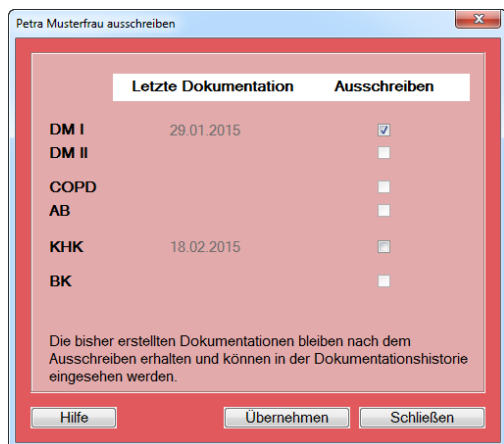 Petra Musterfrau ausschreiben
Letzte Dokumentation Ausschreiben
DM I 29.01.2015
DM II
COPD
AB
KHK 18.02.2015
BK
Die bisher erstellten Dokumentationen bleiben nach dem
Ausschreiben erhalten und können in der Dokumentationshistorie
eingesehen werden.
Hilfe Übernehmen Schließen